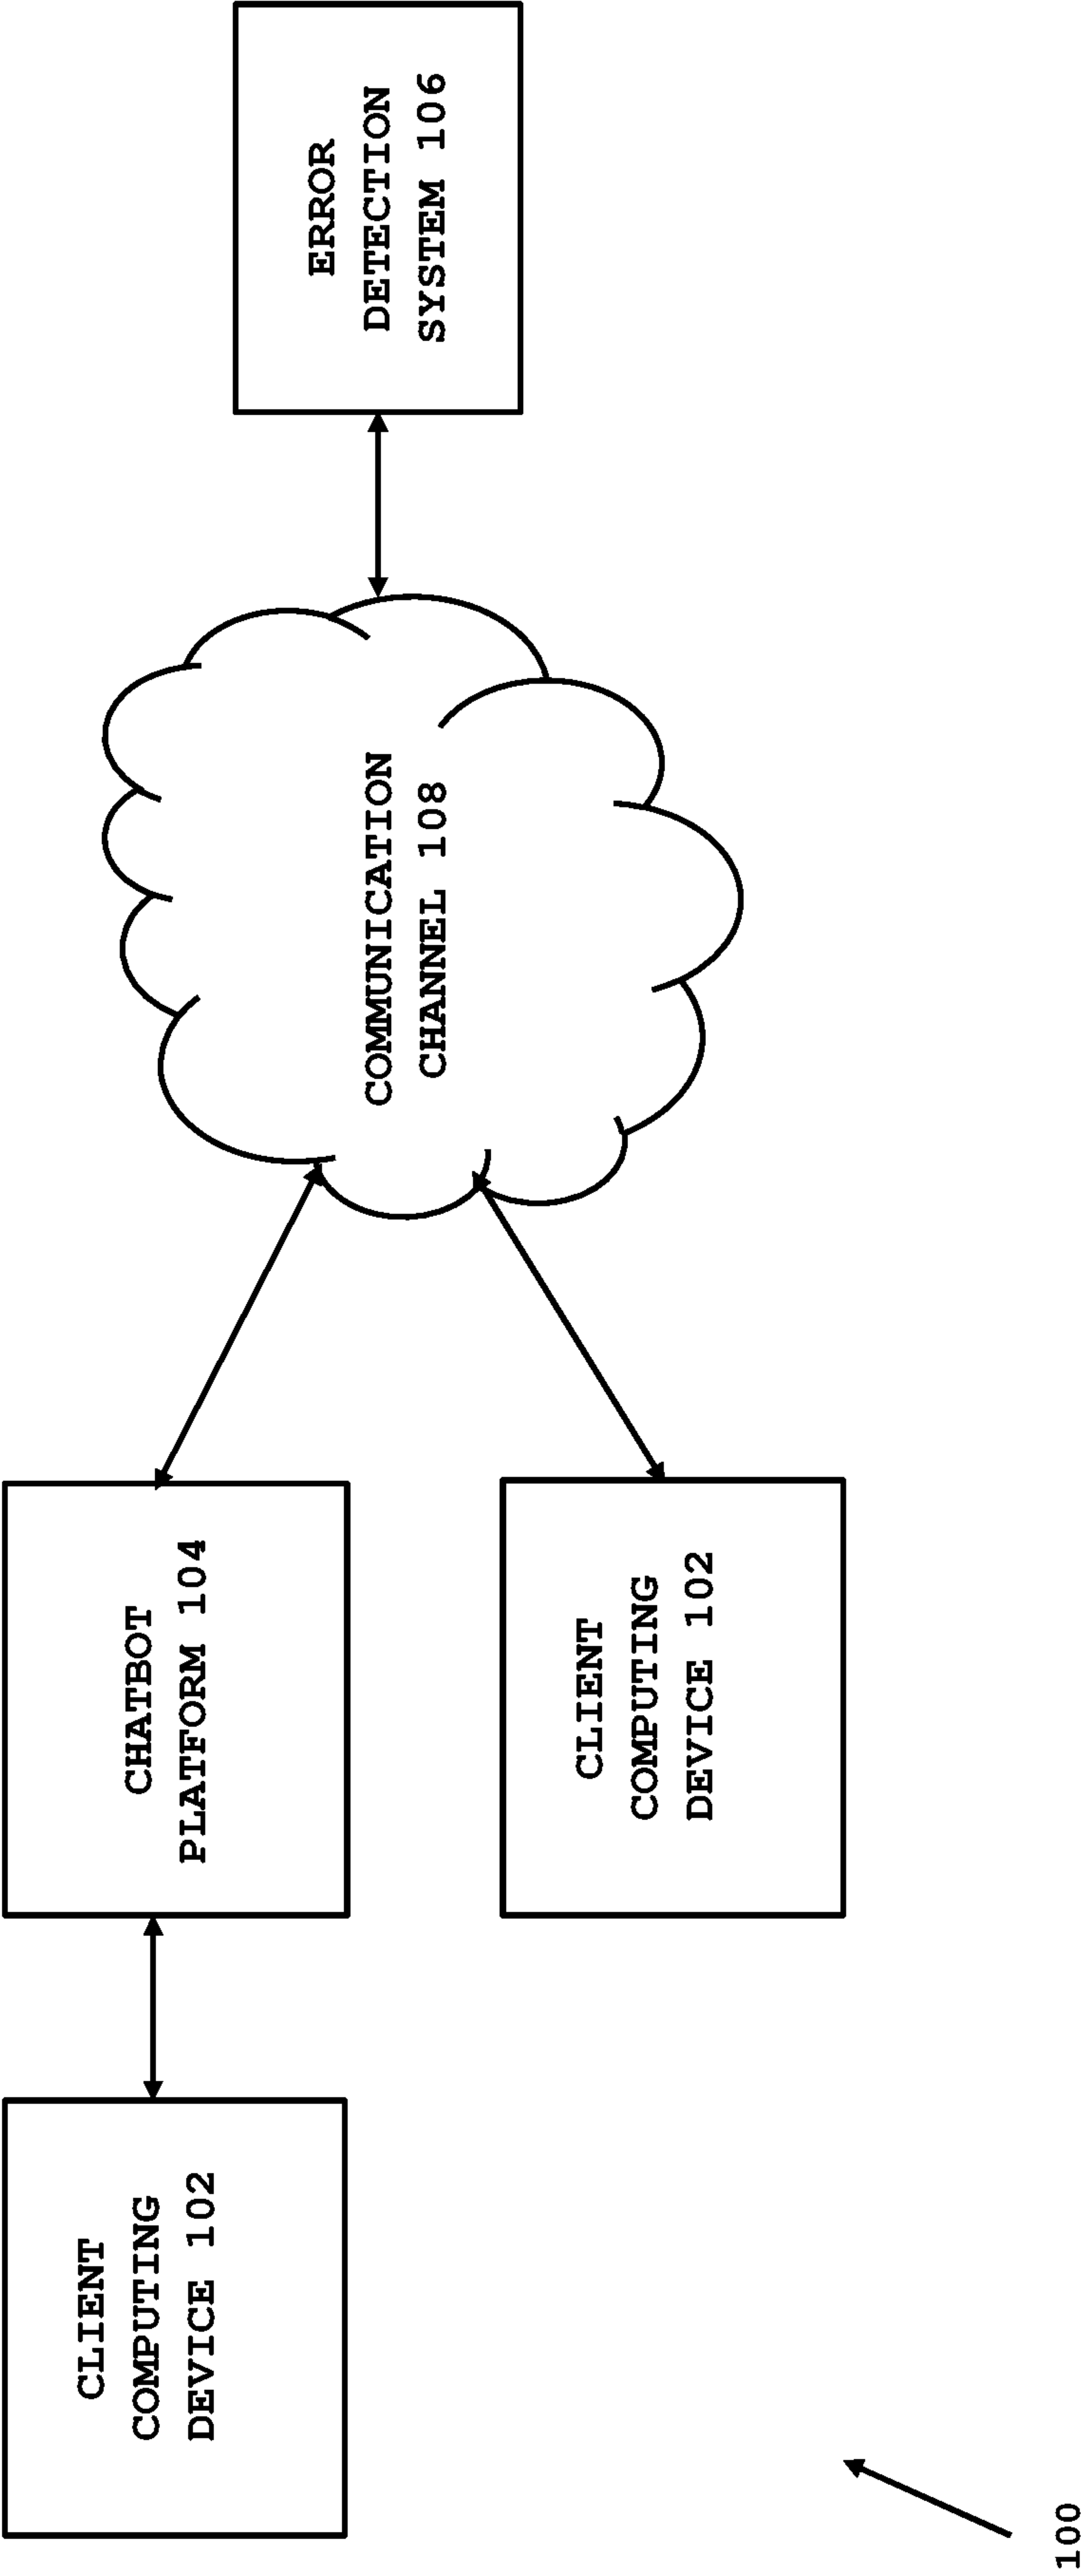 CLIENT
COMPUTING
DEVICE 102
CHATBOT
PLATFORM 104
CLIENT
COMPUTING
DEVICE 102
COMMUNICATION
CHANNEL 108
ERROR
DETECTION
SYSTEM 106
100